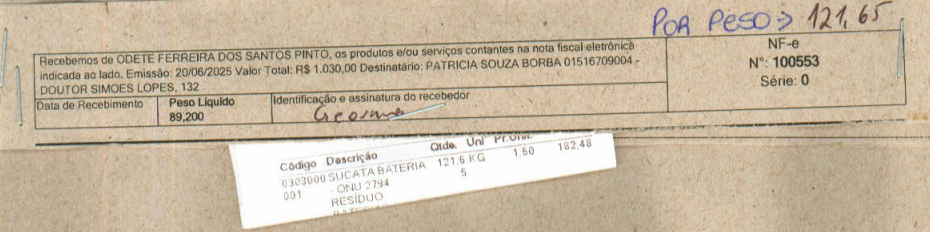 POR PESO → 121,65
Recebemos de ODETE FERREIRA DOS SANTOS PINTO, os produtos e/ou serviços contantes na nota fiscal eletrônica
indicada ao lado. Emissão: 20/06/2025 Valor Total: R$ 1.030,00 Destinatário: PATRICIA SOUZA BORBA 01516709004 -
DOUTOR SIMOES LOPES, 132
NF-e
N°: 100553
Série: 0
Data de Recebimento
Peso Líquido
89,200
Identificação e assinatura do recebedor
Código Descrição Qtde. Uni Pr.Unit.
0303000 SUCATA BATERIA 121,6 KG 1,50 182,48
001 - ONU 2794 5
RESÍDUO